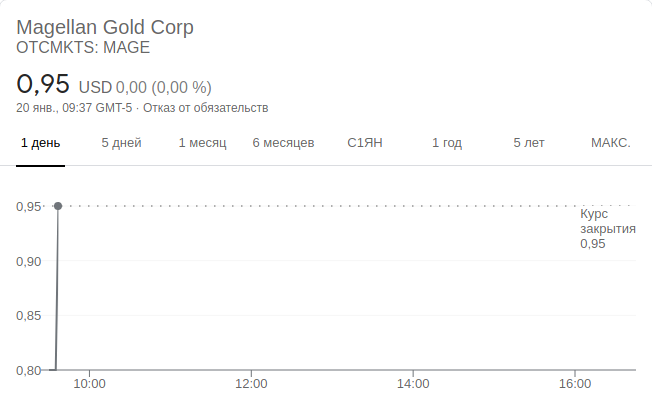 Magellan Gold Corp
OTCMKTS: MAGE
0,95 USD 0,00 (0,00 %)
20 янв., 09:37 GMT-5 · Отказ от обязательств
1 день 5 дней 1 месяц 6 месяцев С1ЯН 1 год 5 лет МАКС.
0,95
Курс
закрытия
0,95
0,90
0,85
0,80
10:00 12:00 14:00 16:00